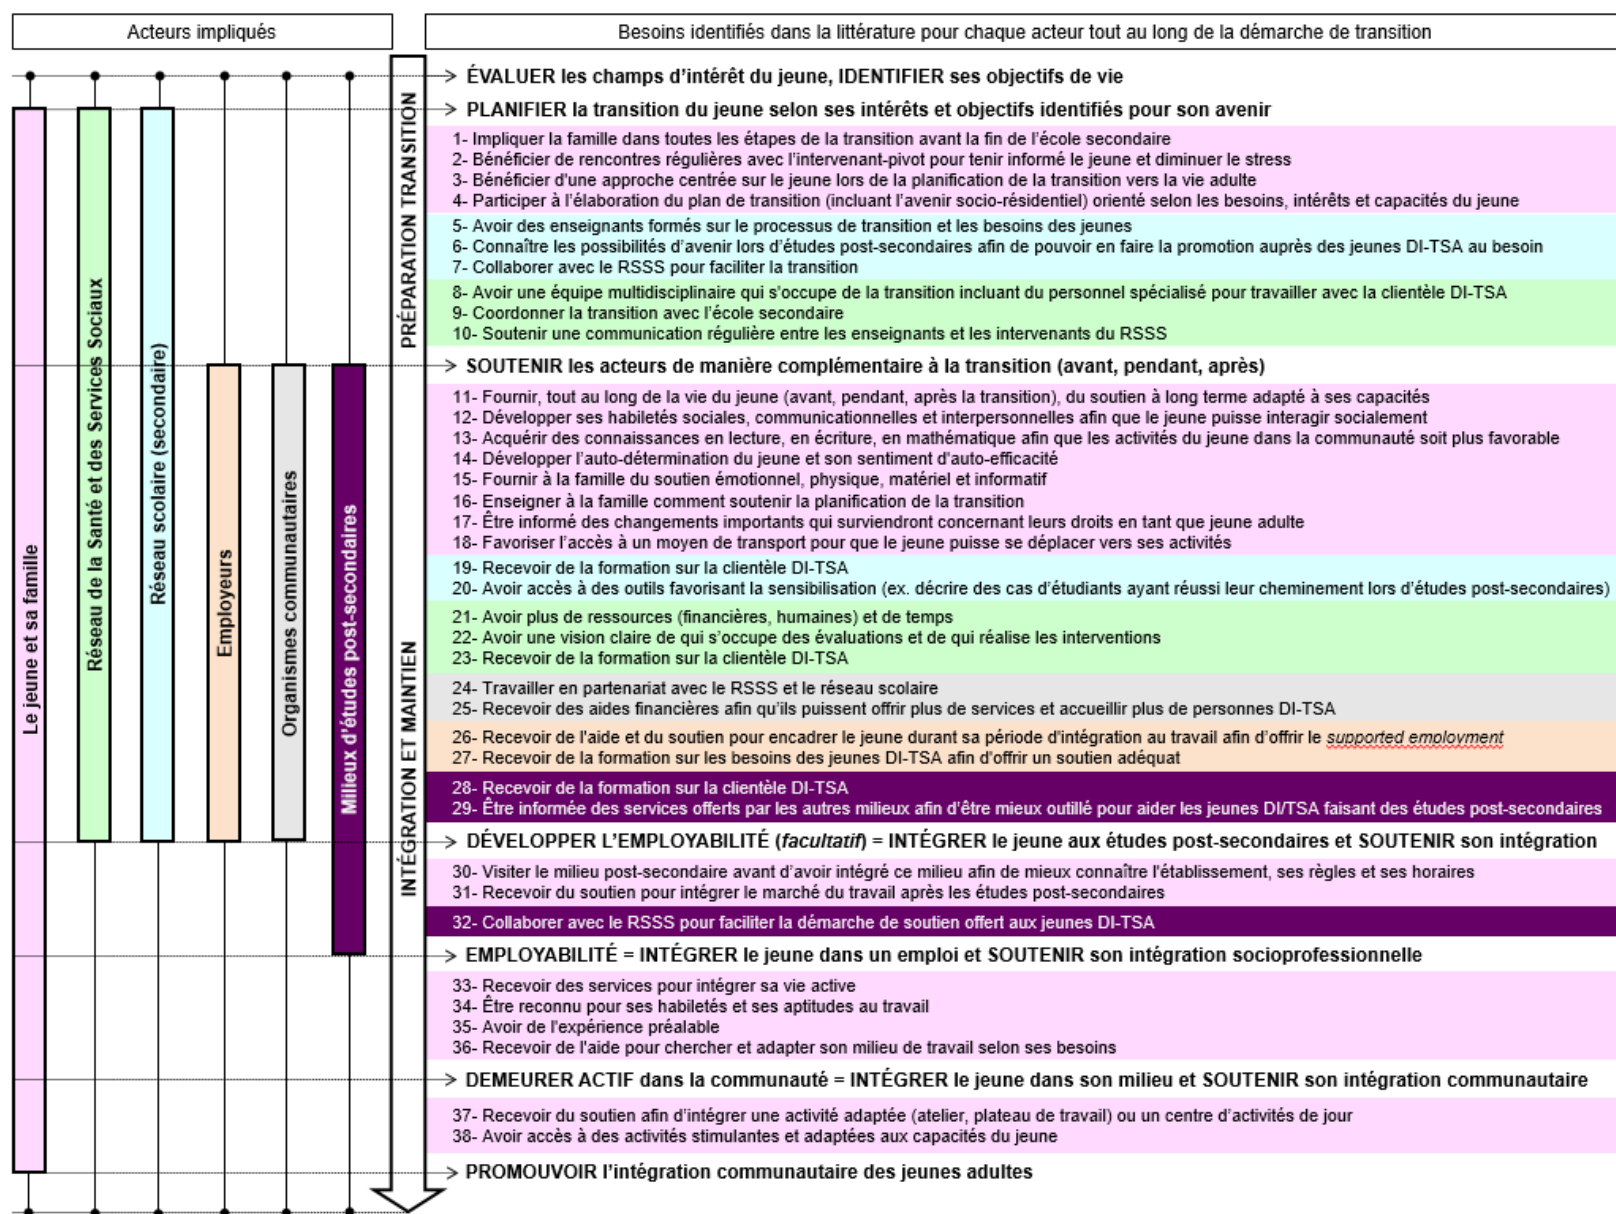 Acteurs impliqués
Besoins identifiés dans la littérature pour chaque acteur tout au long de la démarche de transition
Le jeune et sa famille
Réseau de la Santé et des Services Sociaux
Réseau scolaire (secondaire)
Employeurs
Organismes communautaires
Milieux d'études post-secondaires
PRÉPARATION TRANSITION
INTÉGRATION ET MAINTIEN
> ÉVALUER les champs d'intérêt du jeune, IDENTIFIER ses objectifs de vie
> PLANIFIER la transition du jeune selon ses intérêts et objectifs identifiés pour son avenir
1- Impliquer la famille dans toutes les étapes de la transition avant la fin de l'école secondaire
2- Bénéficier de rencontres régulières avec l'intervenant-pivot pour tenir informé le jeune et diminuer le stress
3- Bénéficier d'une approche centrée sur le jeune lors de la planification de la transition vers la vie adulte
4- Participer à l'élaboration du plan de transition (incluant l'avenir socio-résidentiel) orienté selon les besoins, intérêts et capacités du jeune
5- Avoir des enseignants formés sur le processus de transition et les besoins des jeunes
6- Connaître les possibilités d'avenir lors d'études post-secondaires afin de pouvoir en faire la promotion auprès des jeunes DI-TSA au besoin
7- Collaborer avec le RSSS pour faciliter la transition
8- Avoir une équipe multidisciplinaire qui s'occupe de la transition incluant du personnel spécialisé pour travailler avec la clientèle DI-TSA
9- Coordonner la transition avec l'école secondaire
10- Soutenir une communication régulière entre les enseignants et les intervenants du RSSS
> SOUTENIR les acteurs de manière complémentaire à la transition (avant, pendant, après)
11- Fournir, tout au long de la vie du jeune (avant, pendant, après la transition), du soutien à long terme adapté à ses capacités
12- Développer ses habiletés sociales, communicationnelles et interpersonnelles afin que le jeune puisse interagir socialement
13- Acquérir des connaissances en lecture, en écriture, en mathématique afin que les activités du jeune dans la communauté soit plus favorable
14- Développer l'auto-détermination du jeune et son sentiment d'auto-efficacité
15- Fournir à la famille du soutien émotionnel, physique, matériel et informatif
16- Enseigner à la famille comment soutenir la planification de la transition
17- Être informé des changements importants qui surviendront concernant leurs droits en tant que jeune adulte
18- Favoriser l'accès à un moyen de transport pour que le jeune puisse se déplacer vers ses activités
19- Recevoir de la formation sur la clientèle DI-TSA
20- Avoir accès à des outils favorisant la sensibilisation (ex. décrire des cas d'étudiants ayant réussi leur cheminement lors d'études post-secondaires)
21- Avoir plus de ressources (financières, humaines) et de temps
22- Avoir une vision claire de qui s'occupe des évaluations et de qui réalise les interventions
23- Recevoir de la formation sur la clientèle DI-TSA
24- Travailler en partenariat avec le RSSS et le réseau scolaire
25- Recevoir des aides financières afin qu'ils puissent offrir plus de services et accueillir plus de personnes DI-TSA
26- Recevoir de l'aide et du soutien pour encadrer le jeune durant sa période d'intégration au travail afin d'offrir le supported employment
27- Recevoir de la formation sur les besoins des jeunes DI-TSA afin d'offrir un soutien adéquat
28- Recevoir de la formation sur la clientèle DI-TSA
29- Être informée des services offerts par les autres milieux afin d'être mieux outillé pour aider les jeunes DI/TSA faisant des études post-secondaires
> DÉVELOPPER L'EMPLOYABILITÉ (facultatif) = INTÉGRER le jeune aux études post-secondaires et SOUTENIR son intégration
30- Visiter le milieu post-secondaire avant d'avoir intégré ce milieu afin de mieux connaître l'établissement, ses règles et ses horaires
31- Recevoir du soutien pour intégrer le marché du travail après les études post-secondaires
32- Collaborer avec le RSSS pour faciliter la démarche de soutien offert aux jeunes DI-TSA
> EMPLOYABILITÉ = INTÉGRER le jeune dans un emploi et SOUTENIR son intégration socioprofessionnelle
33- Recevoir des services pour intégrer sa vie active
34- Être reconnu pour ses habiletés et ses aptitudes au travail
35- Avoir de l'expérience préalable
36- Recevoir de l'aide pour chercher et adapter son milieu de travail selon ses besoins
> DEMEURER ACTIF dans la communauté = INTÉGRER le jeune dans son milieu et SOUTENIR son intégration communautaire
37- Recevoir du soutien afin d'intégrer une activité adaptée (atelier, plateau de travail) ou un centre d'activités de jour
38- Avoir accès à des activités stimulantes et adaptées aux capacités du jeune
> PROMOUVOIR l'intégration communautaire des jeunes adultes